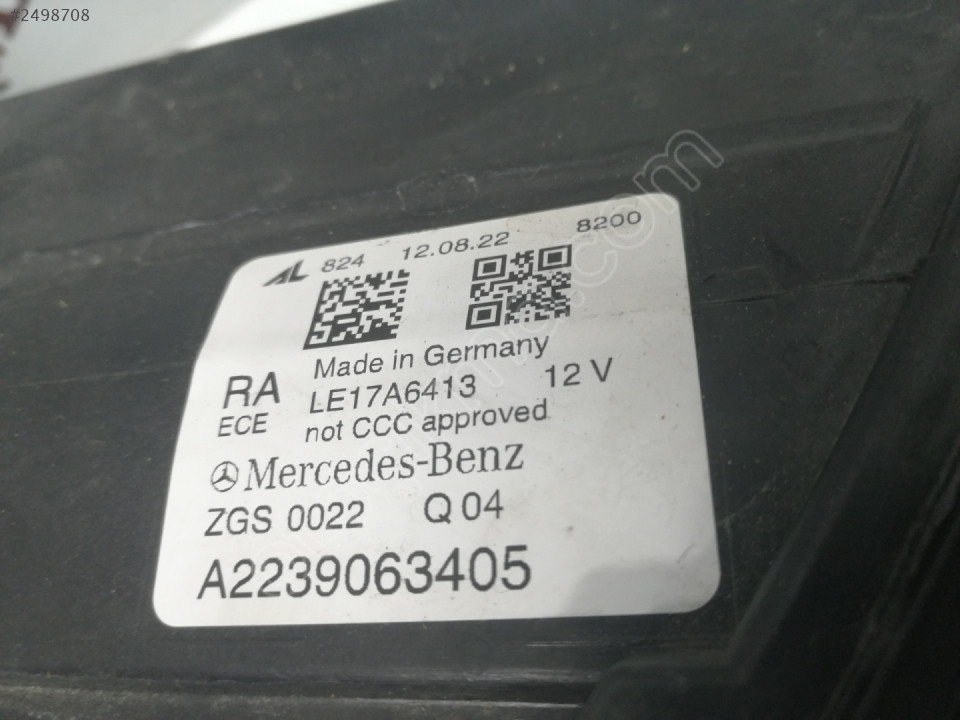 #2498708
AL 824 12.08.22 8200
Made in Germany
RA LE17A6413 12 V
ECE not CCC approved
Mercedes-Benz
ZGS 0022 Q 04
A2239063405